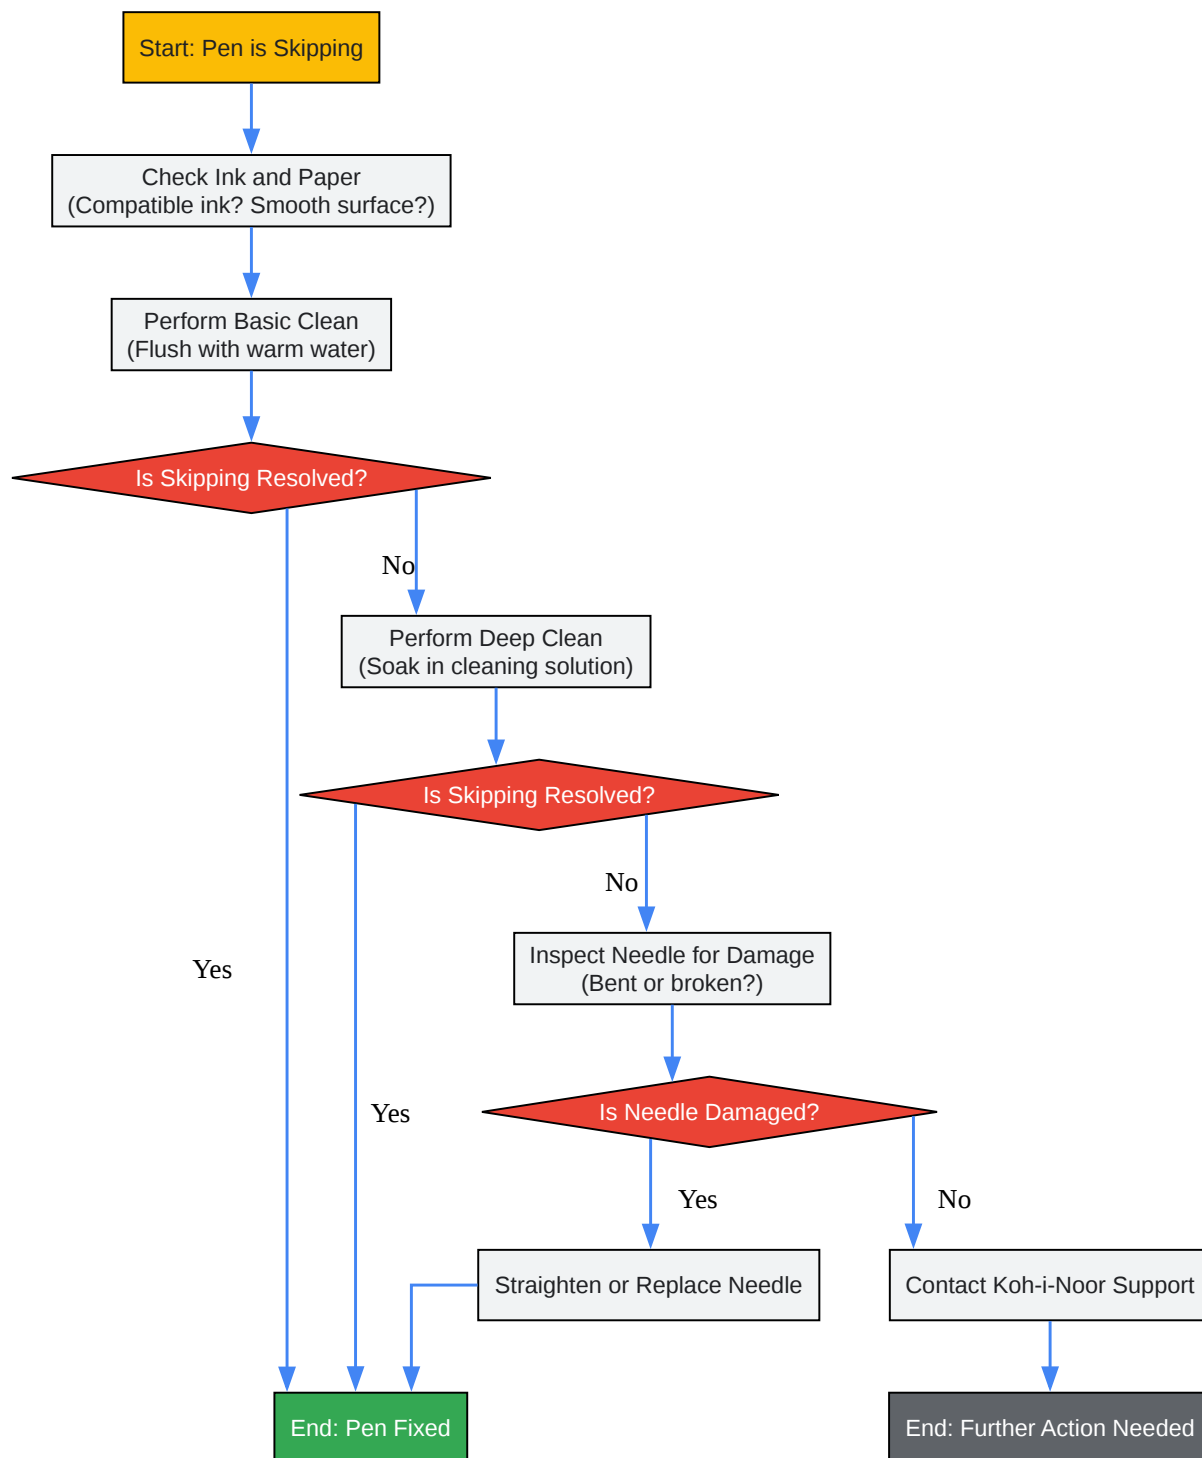 Start: Pen is Skipping
Check Ink and Paper
(Compatible ink? Smooth surface?)
Perform Basic Clean
(Flush with warm water)
Is Skipping Resolved?
No
Perform Deep Clean
(Soak in cleaning solution)
Is Skipping Resolved?
No
Inspect Needle for Damage
(Bent or broken?)
Yes
Is Needle Damaged?
Yes
Yes
No
Straighten or Replace Needle
Contact Koh-i-Noor Support
End: Pen Fixed
End: Further Action Needed